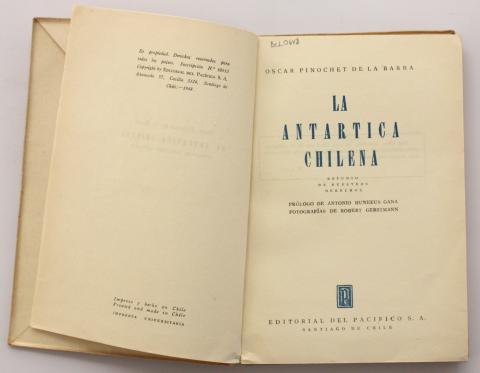 Es propiedad. Derechos reservados para
todos los países. Inscripción N.º
Copyright by EDITORIAL DEL PACÍFICO S. A.
Ahumada 57, Casilla 3126, Santiago de
Chile.—1948
Impreso y hecho en Chile
Printed and made in Chile
IMPRENTA UNIVERSITARIA
OSCAR PINOCHET DE LA BARRA
LA
ANTARTICA
CHILENA
ESTUDIO
DE NUESTROS
DERECHOS
PRÓLOGO DE ANTONIO HUNEEUS GANA
FOTOGRAFÍAS DE ROBERT GERSTMANN
EDITORIAL DEL PACIFICO S. A.
SANTIAGO DE CHILE